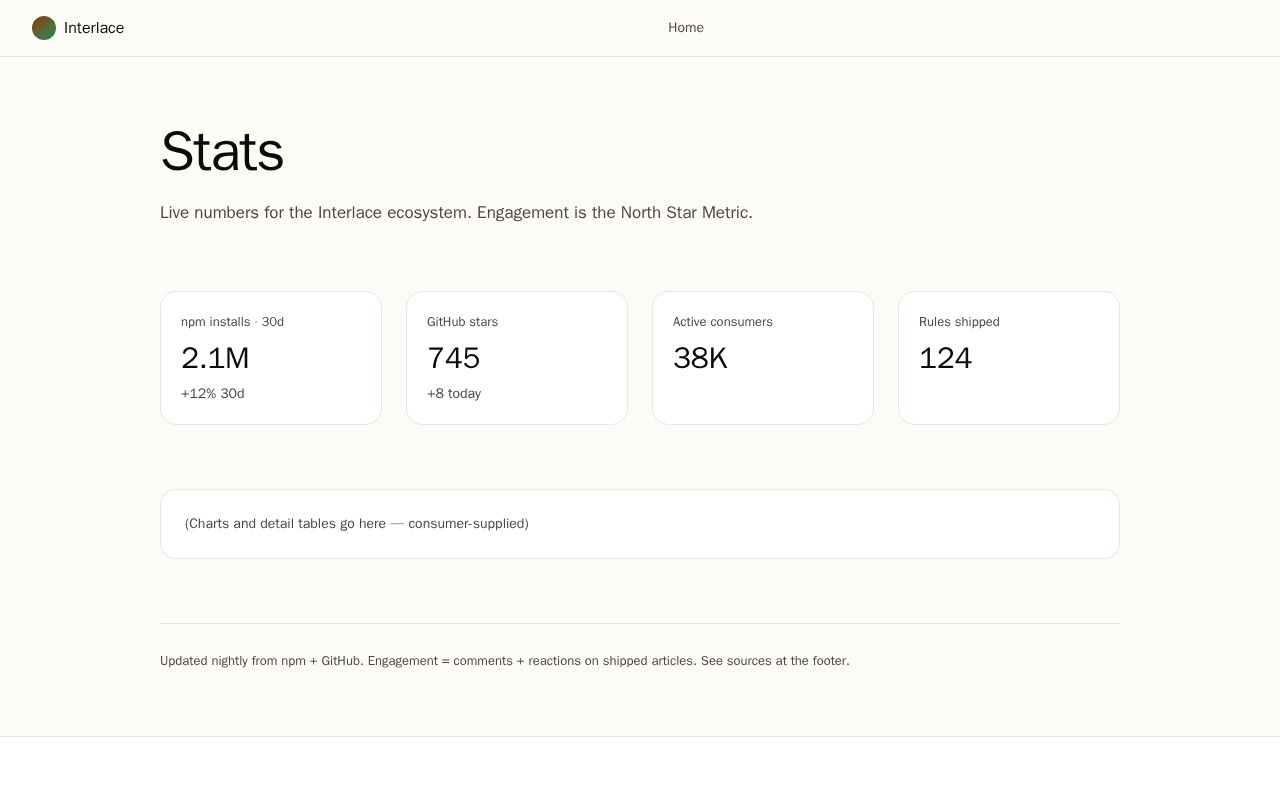 Interlace
Home
Stats
Live numbers for the Interlace ecosystem. Engagement is the North Star Metric.
npm installs · 30d
2.1M
+12% 30d
GitHub stars
745
+8 today
Active consumers
38K
Rules shipped
124
(Charts and detail tables go here — consumer-supplied)
Updated nightly from npm + GitHub. Engagement = comments + reactions on shipped articles. See sources at the footer.